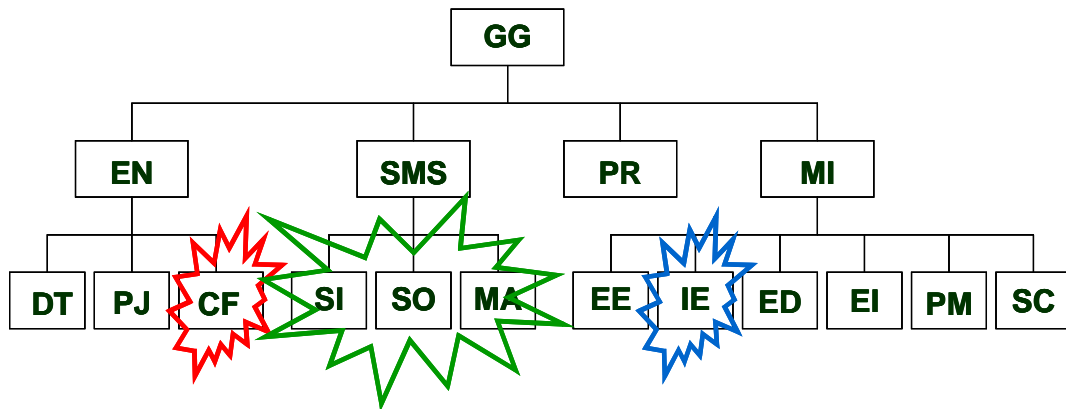 GG
EN SMS PR MI
DT PJ CF SI SO MA EE IE ED EI PM SC